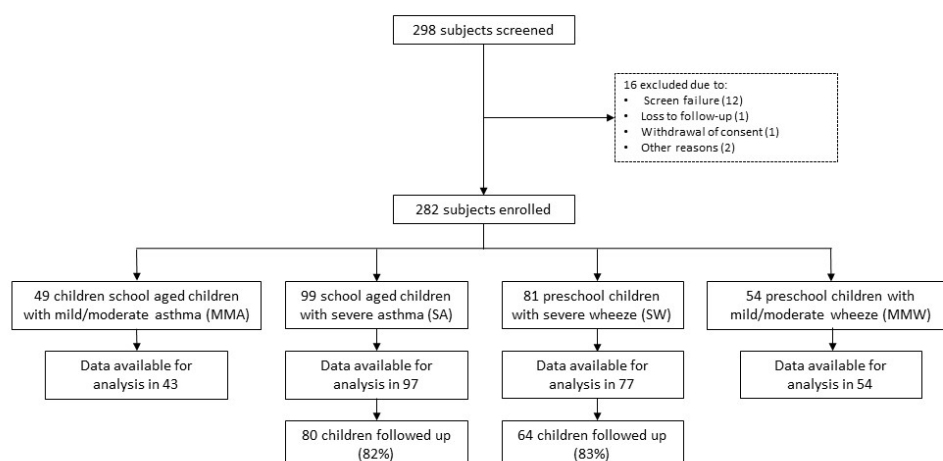 298 subjects screened
16 excluded due to:
• Screen failure (12)
• Loss to follow-up (1)
• Withdrawal of consent (1)
• Other reasons (2)
282 subjects enrolled
49 children school aged children
with mild/moderate asthma (MMA)
99 school aged children
with severe asthma (SA)
81 preschool children
with severe wheeze (SW)
54 preschool children with
mild/moderate wheeze (MMW)
Data available for
analysis in 43
Data available for
analysis in 97
Data available for
analysis in 77
Data available for
analysis in 54
80 children followed up
(82%)
64 children followed up
(83%)